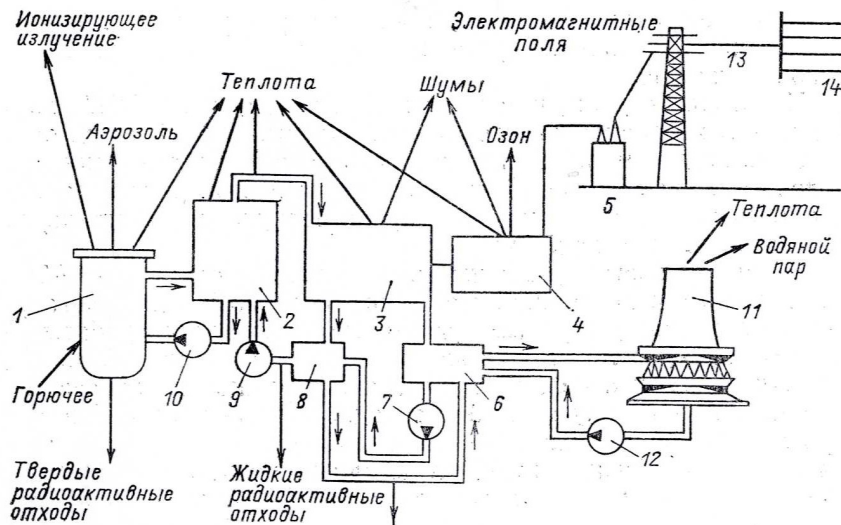 Ионизирующее
излучение
Электромагнитные
поля
Теплота
Шумы
Аэрозоль
Озон
13
14
5
Теплота
Водяной
пар
1
2
3
4
11
10
9
8
7
6
12
Горючее
Твердые
радиоактивные
отходы
Жидкие
радиоактивные
отходы